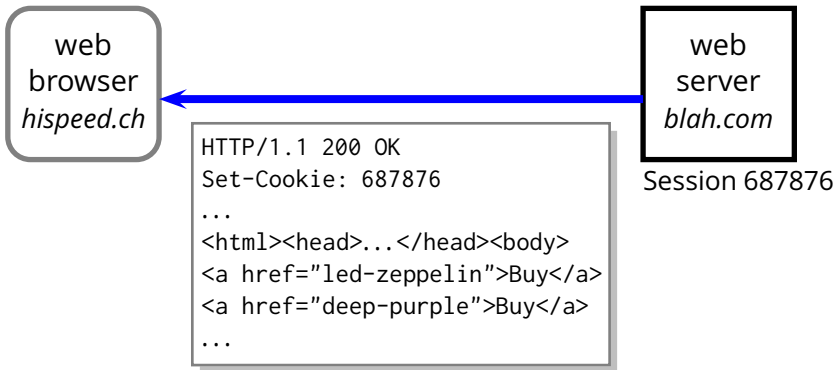 web
browser
hispeed.ch
web
server
blah.com
Session 687876
HTTP/1.1 200 OK
Set-Cookie: 687876
...
<html><head>...</head><body>
<a href="led-zeppelin">Buy</a>
<a href="deep-purple">Buy</a>
...